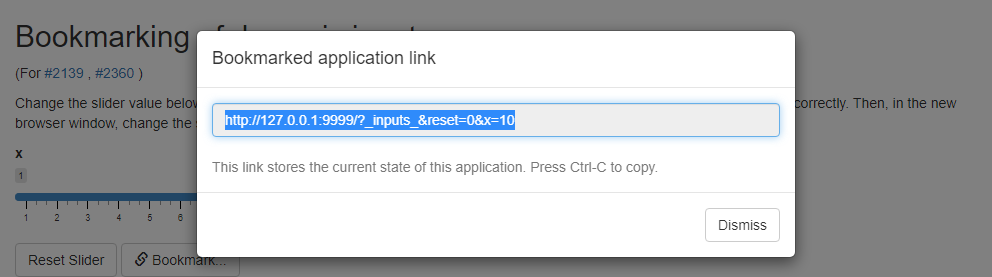 Bookmarking of
(For #2139 , #2360 )
Bookmarked application link
Change the slider value below
correctly. Then, in the new
browser window, change the
http://127.0.0.1:9999/?_inputs_&reset=0&x=10
This link stores the current state of this application. Press Ctrl-C to copy.
x
1
1 2 3 4 5 6
Dismiss
Reset Slider
Bookmark...